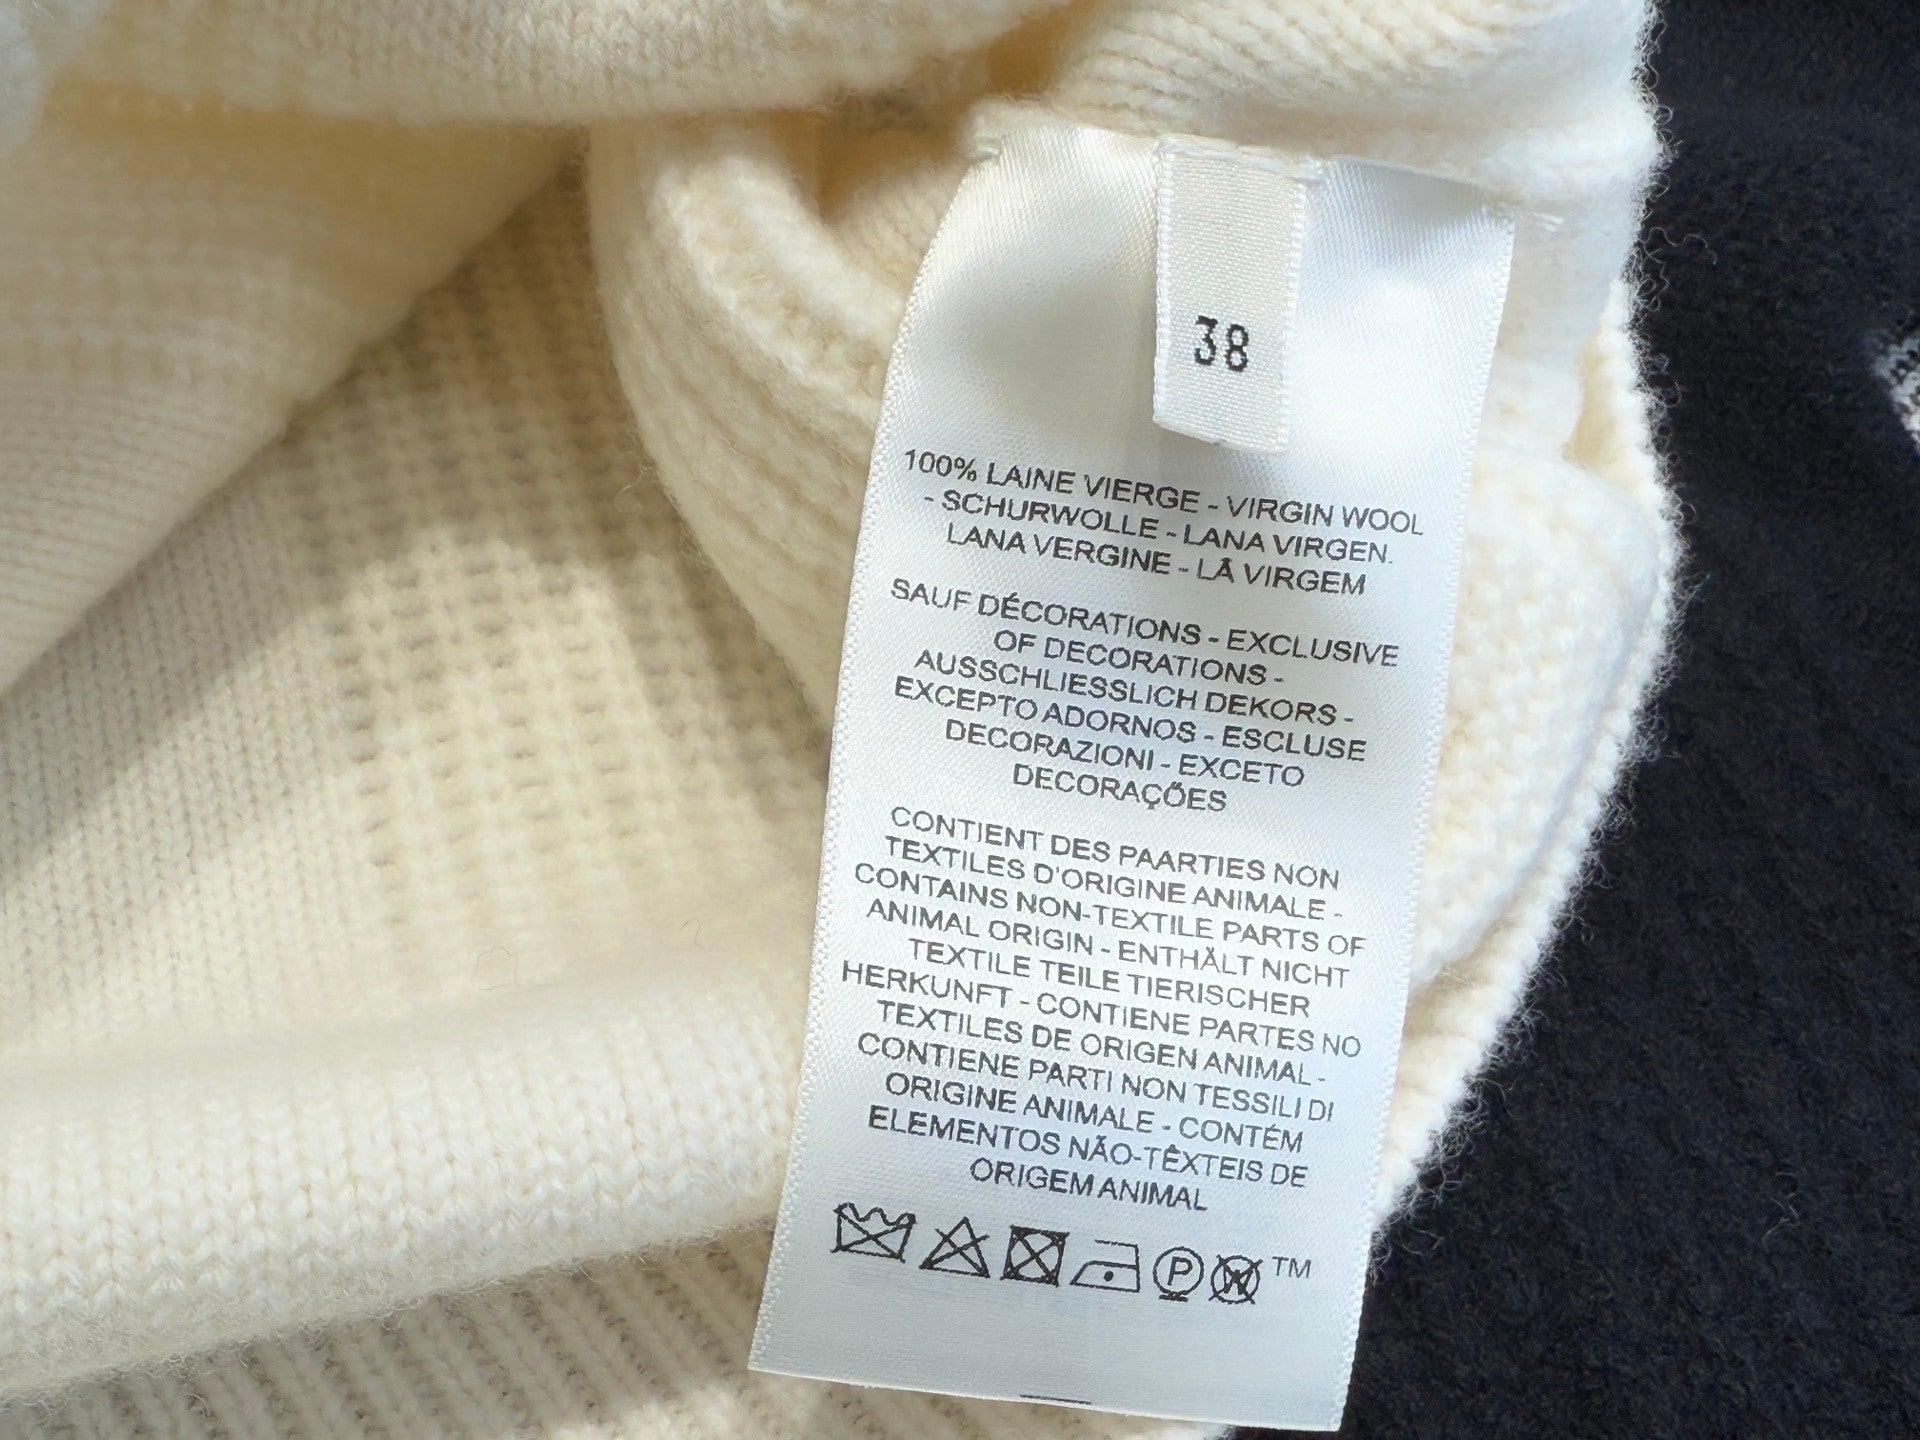 38
100% LAINE VIERGE - VIRGIN WOOL
- SCHURWOLLE - LANA VIRGEN.
LANA VERGINE - LÃ VIRGEM
SAUF DÉCORATIONS - EXCLUSIVE
OF DECORATIONS -
AUSSCHLIESSLICH DEKORS -
EXCEPTO ADORNOS - ESCLUSE
DECORAZIONI - EXCETO
DECORAÇÕES
CONTIENT DES PAARTIES NON
TEXTILES D'ORIGINE ANIMALE -
CONTAINS NON-TEXTILE PARTS OF
ANIMAL ORIGIN - ENTHÄLT NICHT
TEXTILE TEILE TIERISCHER
HERKUNFT - CONTIENE PARTES NO
TEXTILES DE ORIGEN ANIMAL -
CONTIENE PARTI NON TESSILI DI
ORIGINE ANIMALE - CONTÉM
ELEMENTOS NÃO-TÊXTEIS DE
ORIGEM ANIMAL
P W TM